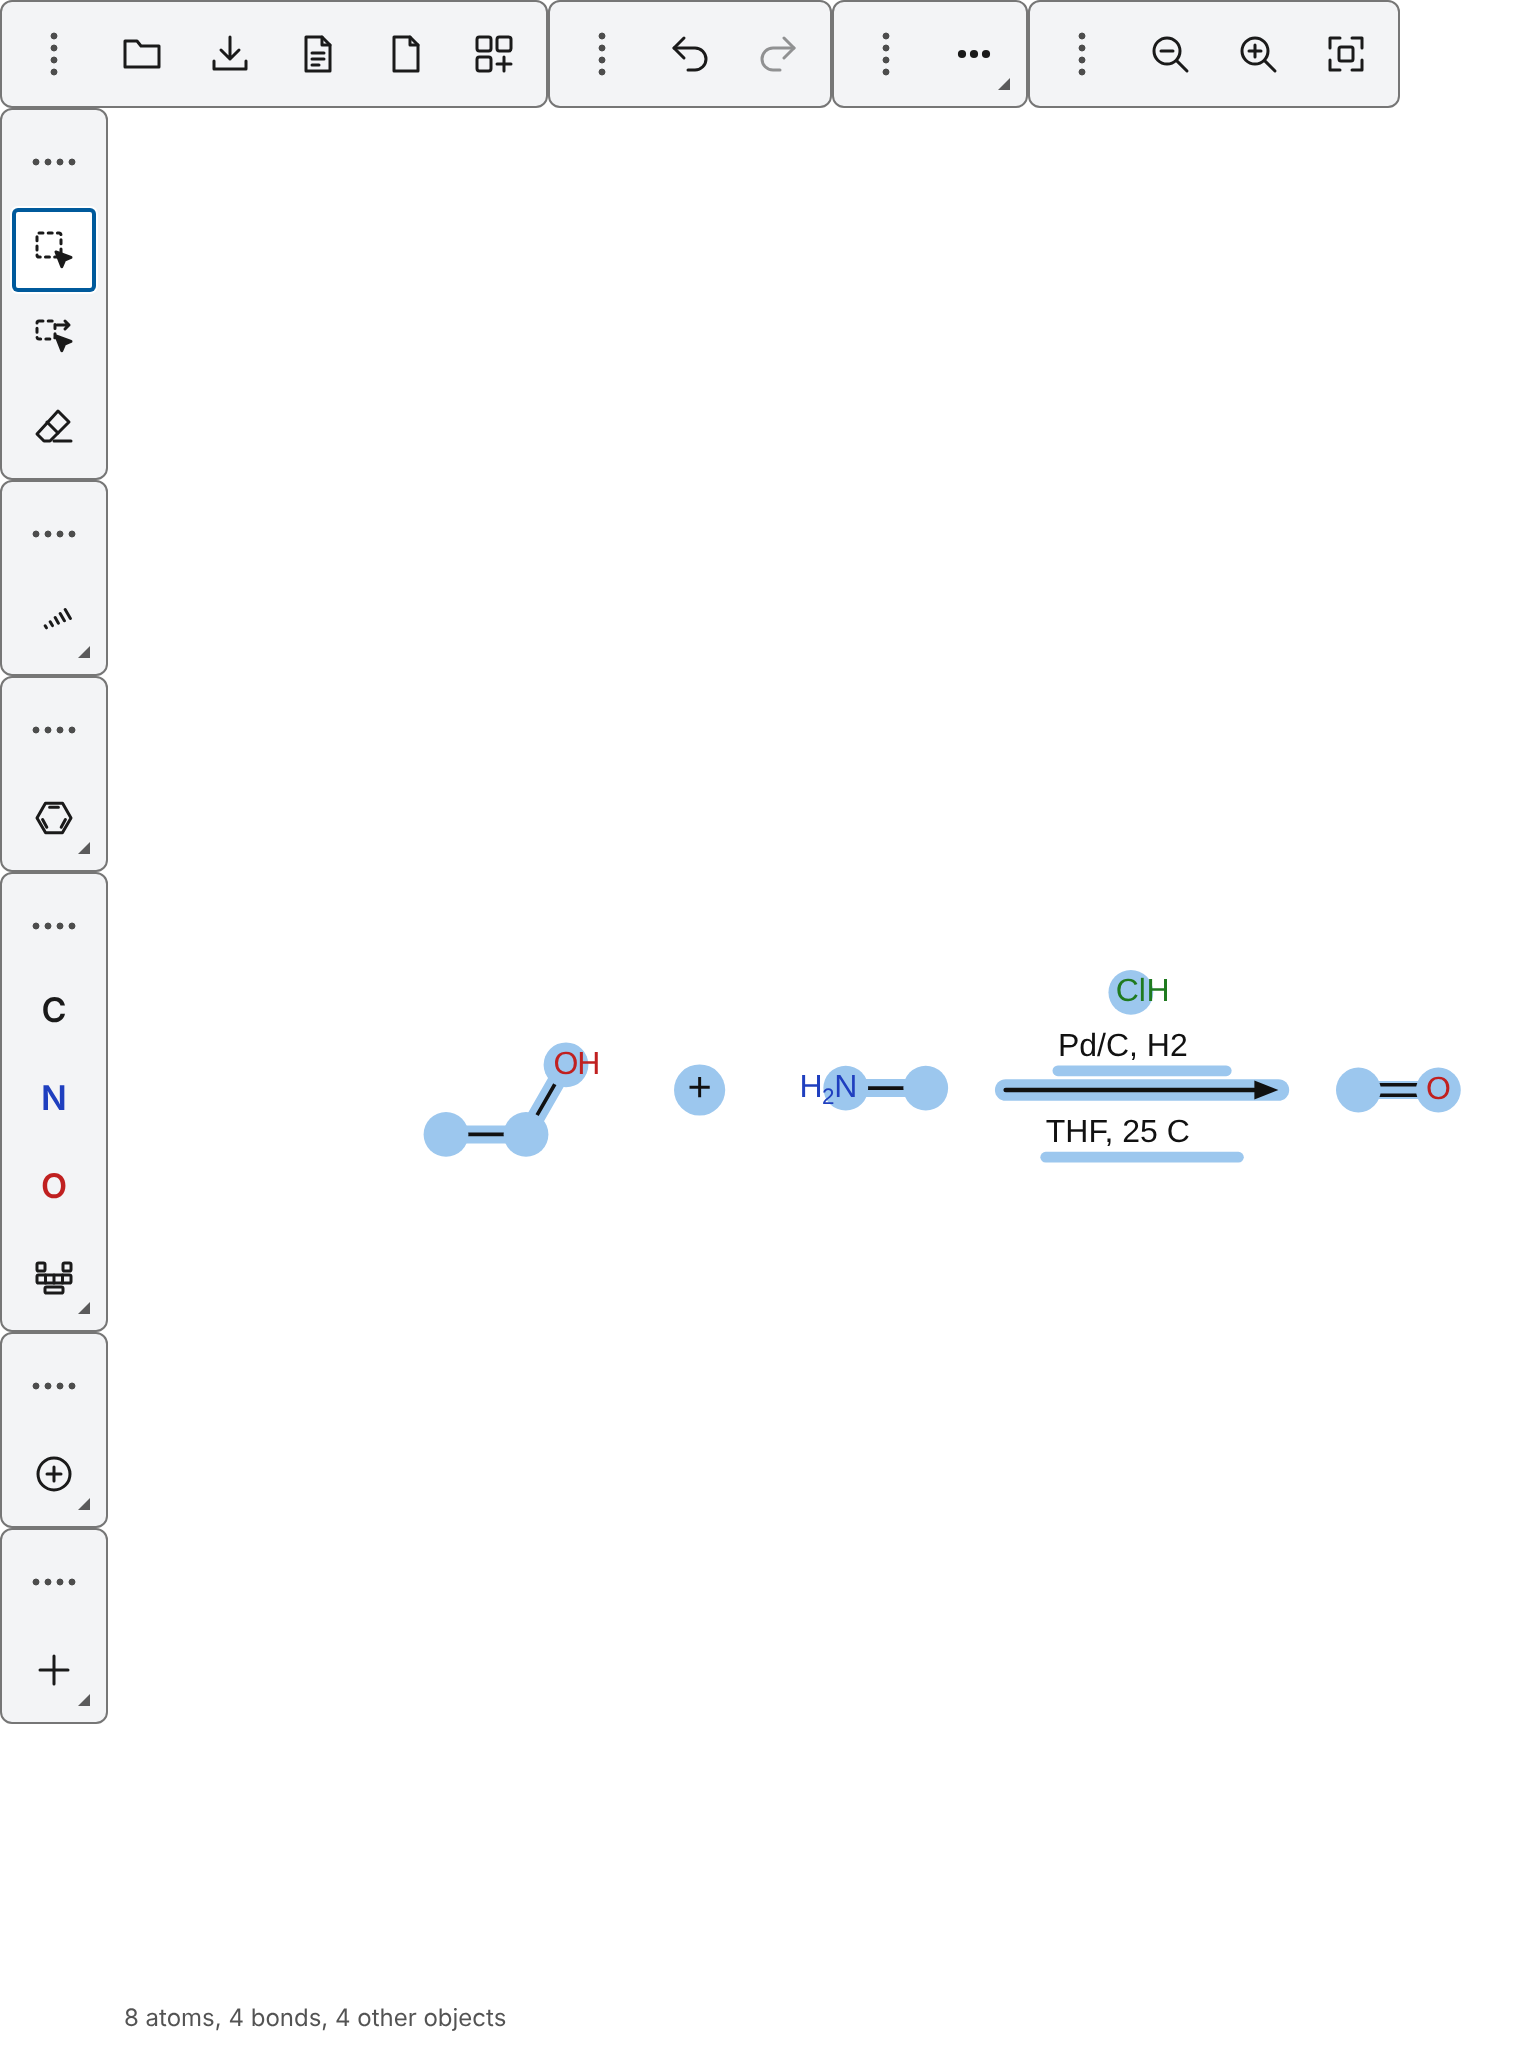 C
N
O
ClH
Pd/C, H2
OH
+
H₂N
O
THF, 25 C
8 atoms, 4 bonds, 4 other objects